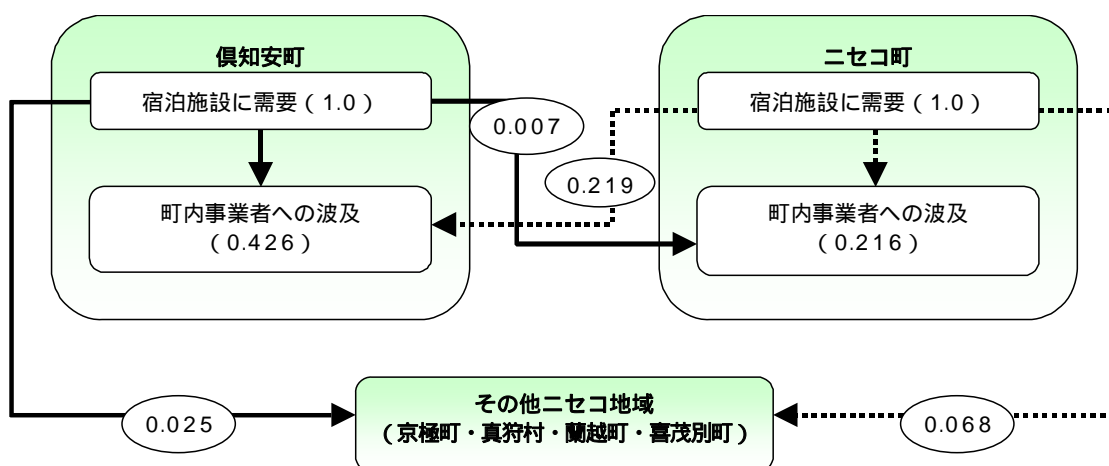 倶知安町
宿泊施設に需要（1.0）
0.007
町内事業者への波及
（0.426）
ニセコ町
宿泊施設に需要（1.0）
0.219
町内事業者への波及
（0.216）
0.025
その他ニセコ地域
（京極町・真狩村・蘭越町・喜茂別町）
0.068